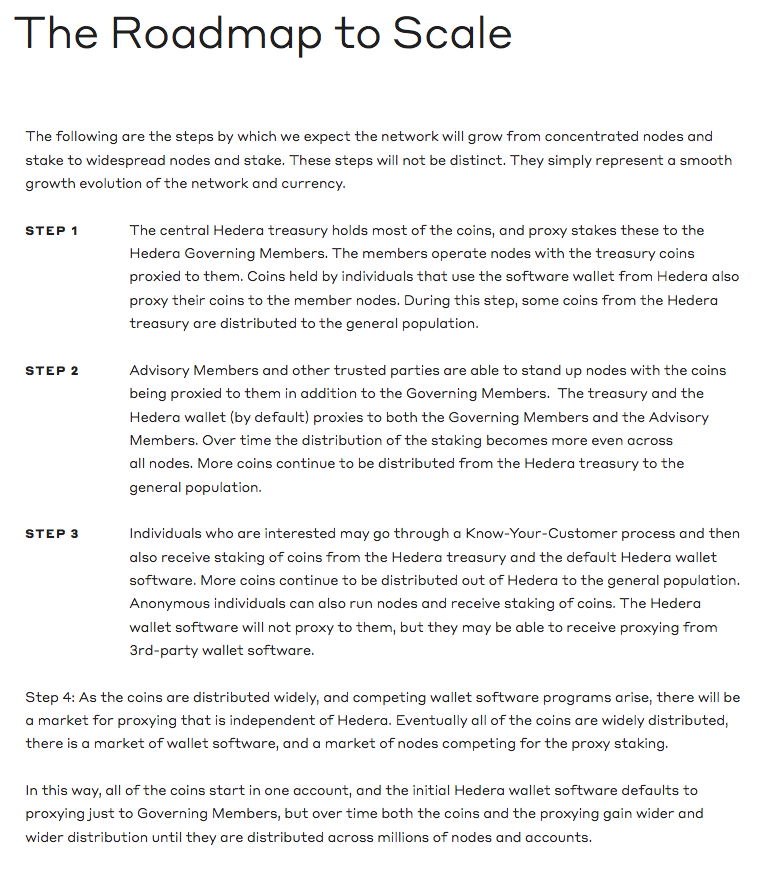 The Roadmap to Scale
The following are the steps by which we expect the network will grow from concentrated nodes and
stake to widespread nodes and stake. These steps will not be distinct. They simply represent a smooth
growth evolution of the network and currency.
STEP 1 The central Hedera treasury holds most of the coins, and proxy stakes these to the
Hedera Governing Members. The members operate nodes with the treasury coins
proxied to them. Coins held by individuals that use the software wallet from Hedera also
proxy their coins to the member nodes. During this step, some coins from the Hedera
treasury are distributed to the general population.
STEP 2 Advisory Members and other trusted parties are able to stand up nodes with the coins
being proxied to them in addition to the Governing Members. The treasury and the
Hedera wallet (by default) proxies to both the Governing Members and the Advisory
Members. Over time the distribution of the staking becomes more even across
all nodes. More coins continue to be distributed from the Hedera treasury to the
general population.
STEP 3 Individuals who are interested may go through a Know-Your-Customer process and then
also receive staking of coins from the Hedera treasury and the default Hedera wallet
software. More coins continue to be distributed out of Hedera to the general population.
Anonymous individuals can also run nodes and receive staking of coins. The Hedera
wallet software will not proxy to them, but they may be able to receive proxying from
3rd-party wallet software.
Step 4: As the coins are distributed widely, and competing wallet software programs arise, there will be
a market for proxying that is independent of Hedera. Eventually all of the coins are widely distributed,
there is a market of wallet software, and a market of nodes competing for the proxy staking.
In this way, all of the coins start in one account, and the initial Hedera wallet software defaults to
proxying just to Governing Members, but over time both the coins and the proxying gain wider and
wider distribution until they are distributed across millions of nodes and accounts.